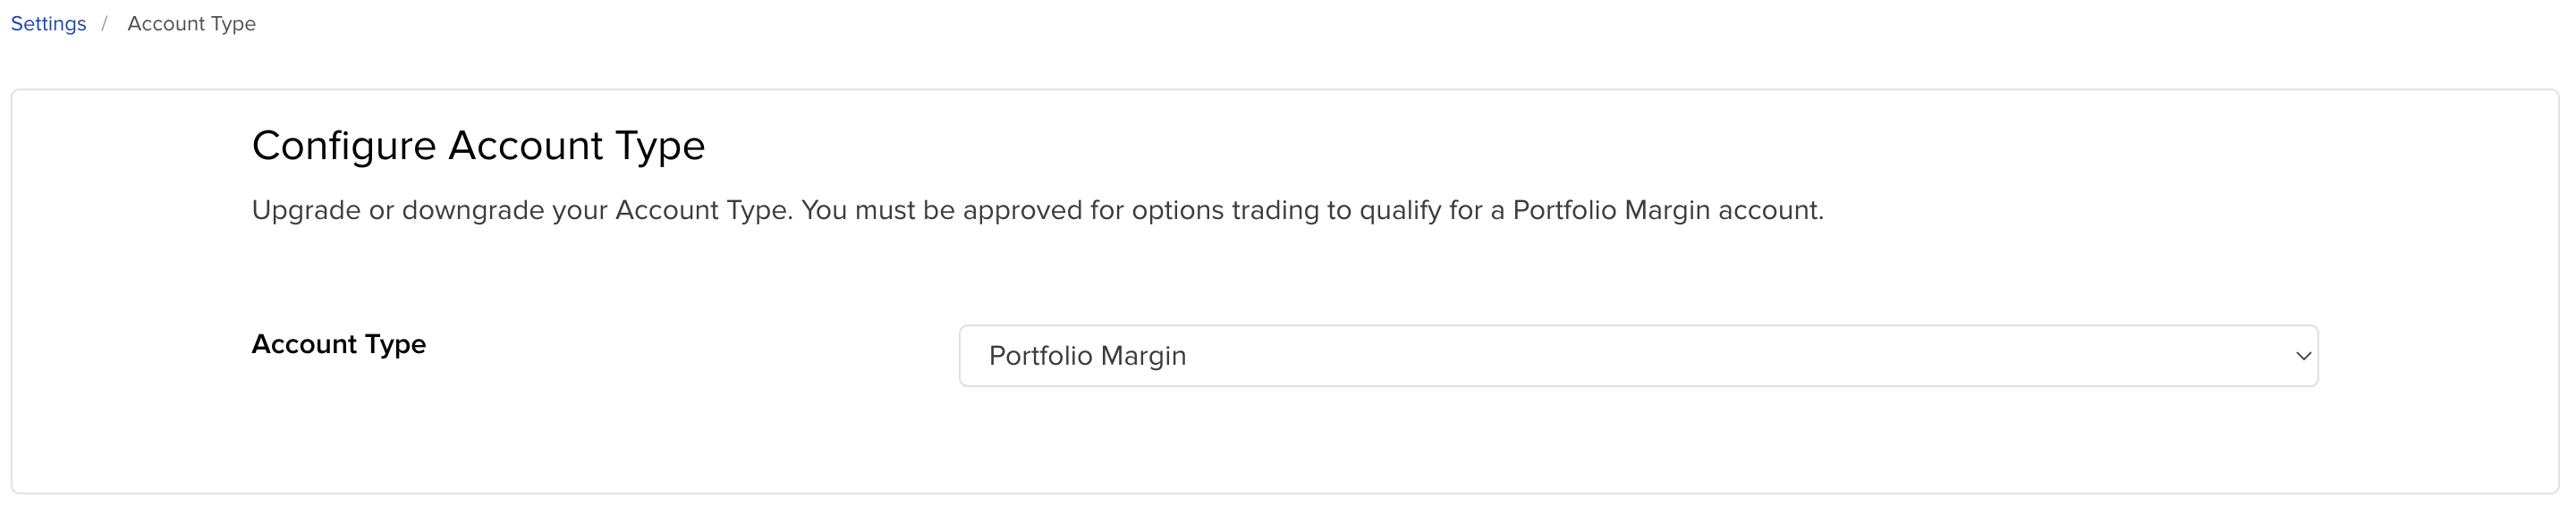 Settings / Account Type
Configure Account Type
Upgrade or downgrade your Account Type. You must be approved for options trading to qualify for a Portfolio Margin account.
Account Type
Portfolio Margin